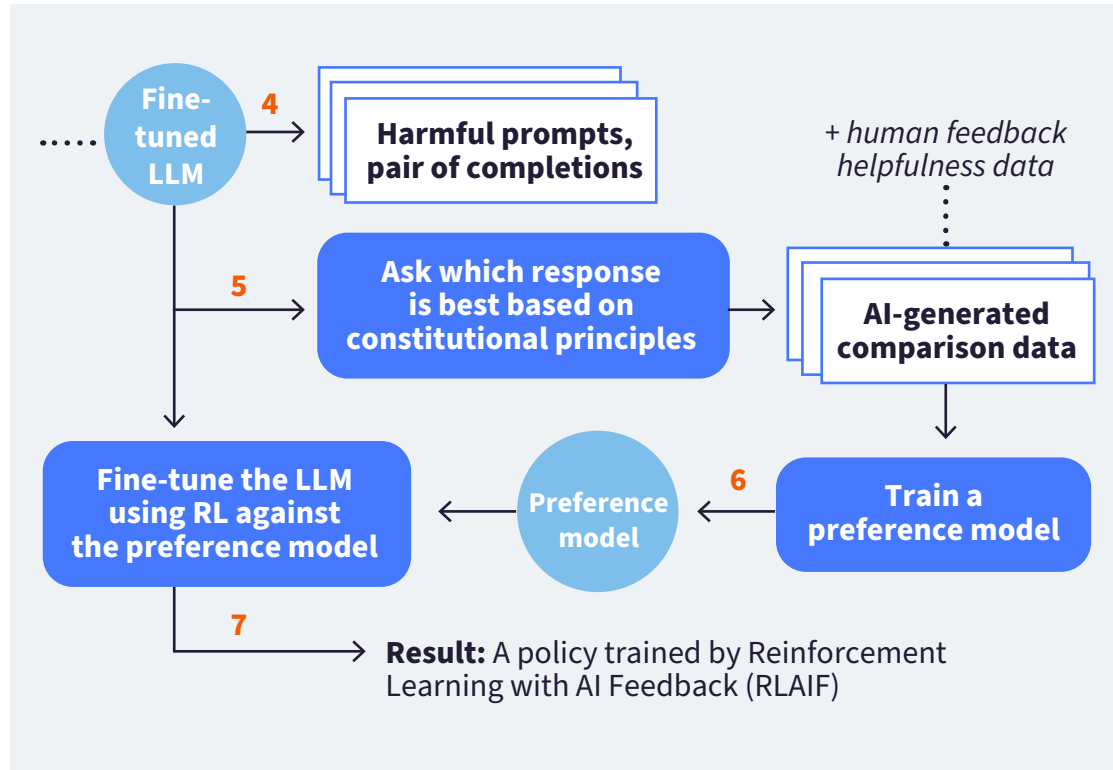 Fine-
tuned
LLM
4
Harmful prompts,
pair of completions
+ human feedback
helpfulness data
5
Ask which response
is best based on
constitutional principles
AI-generated
comparison data
Fine-tune the LLM
using RL against
the preference model
Preference
model
6
Train a
preference model
7
Result: A policy trained by Reinforcement
Learning with AI Feedback (RLAIF)